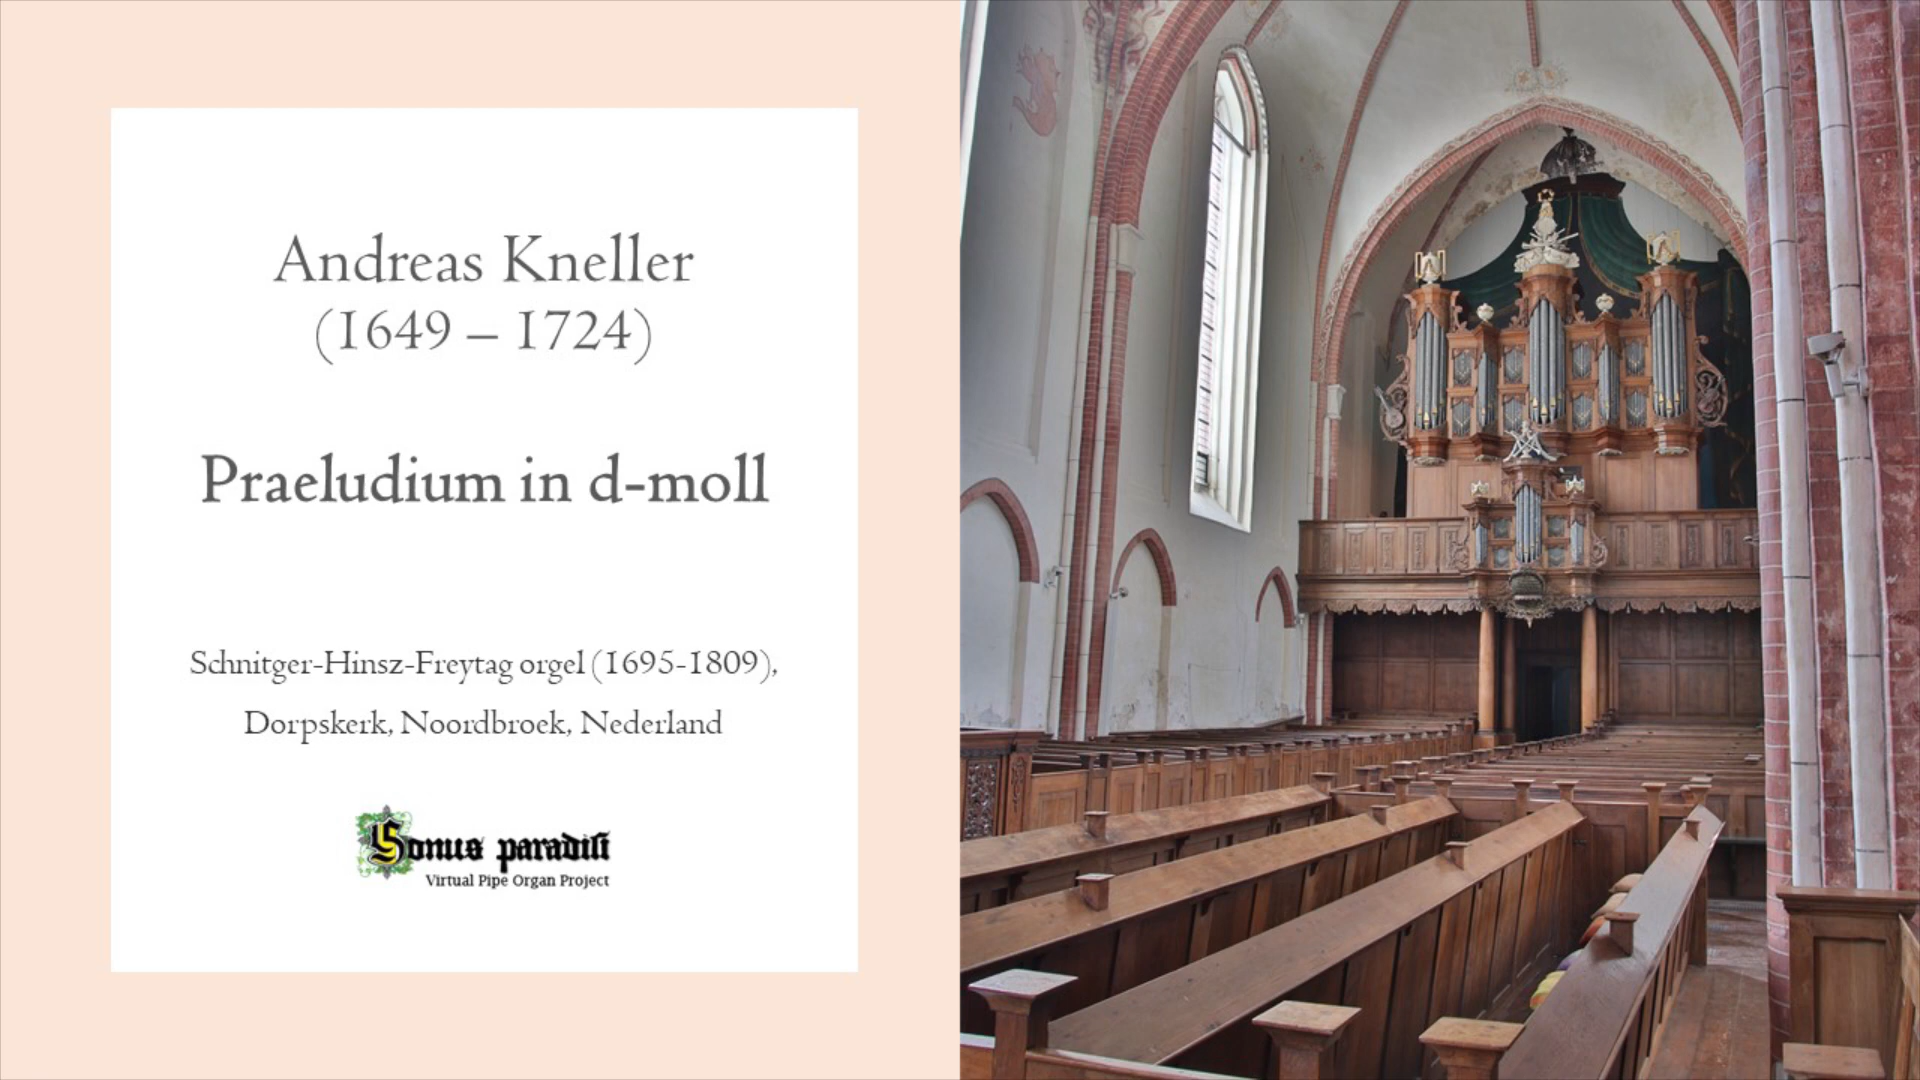 Andreas Kneller
(1649 – 1724)
Praeludium in d-moll
Schnitger-Hinsz-Freytag orgel (1695-1809),
Dorpskerk, Noordbroek, Nederland
Sonus paradisi
Virtual Pipe Organ Project